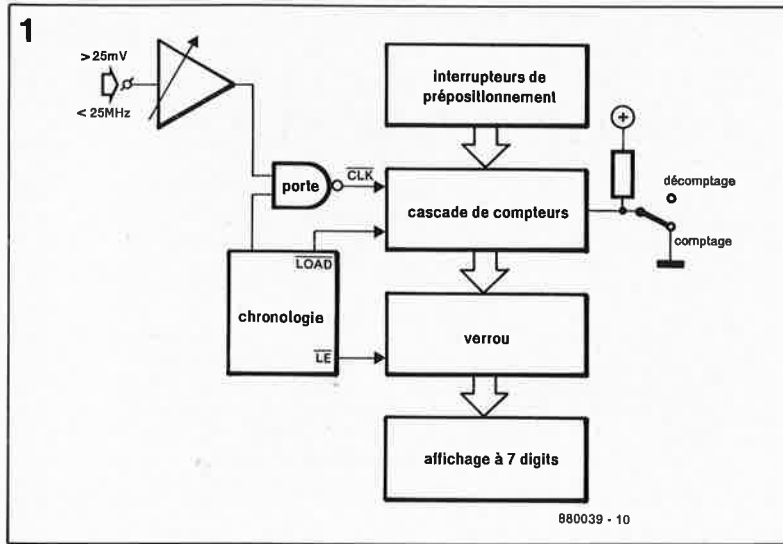 1
> 25mV
< 25MHz
interrupteurs de
prépositionnement
porte
CLK
cascade de compteurs
décomptage
comptage
LOAD
chronologie
LE
verrou
affichage à 7 digits
880039 - 10